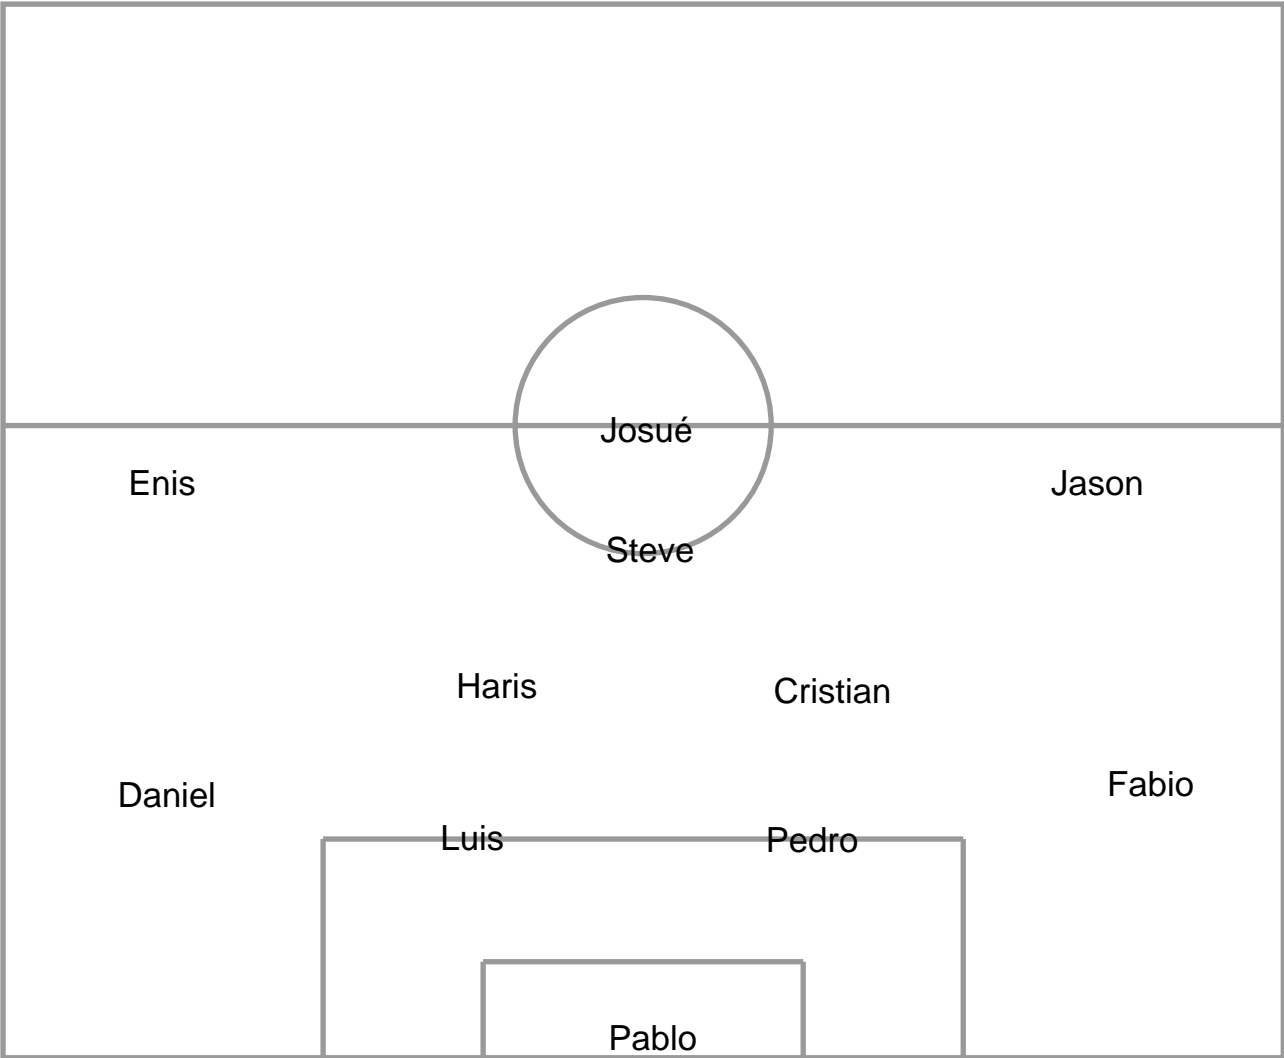 Josué
Enis Jason
Steve
Haris Cristian
Daniel Fabio
Luis Pedro
Pablo